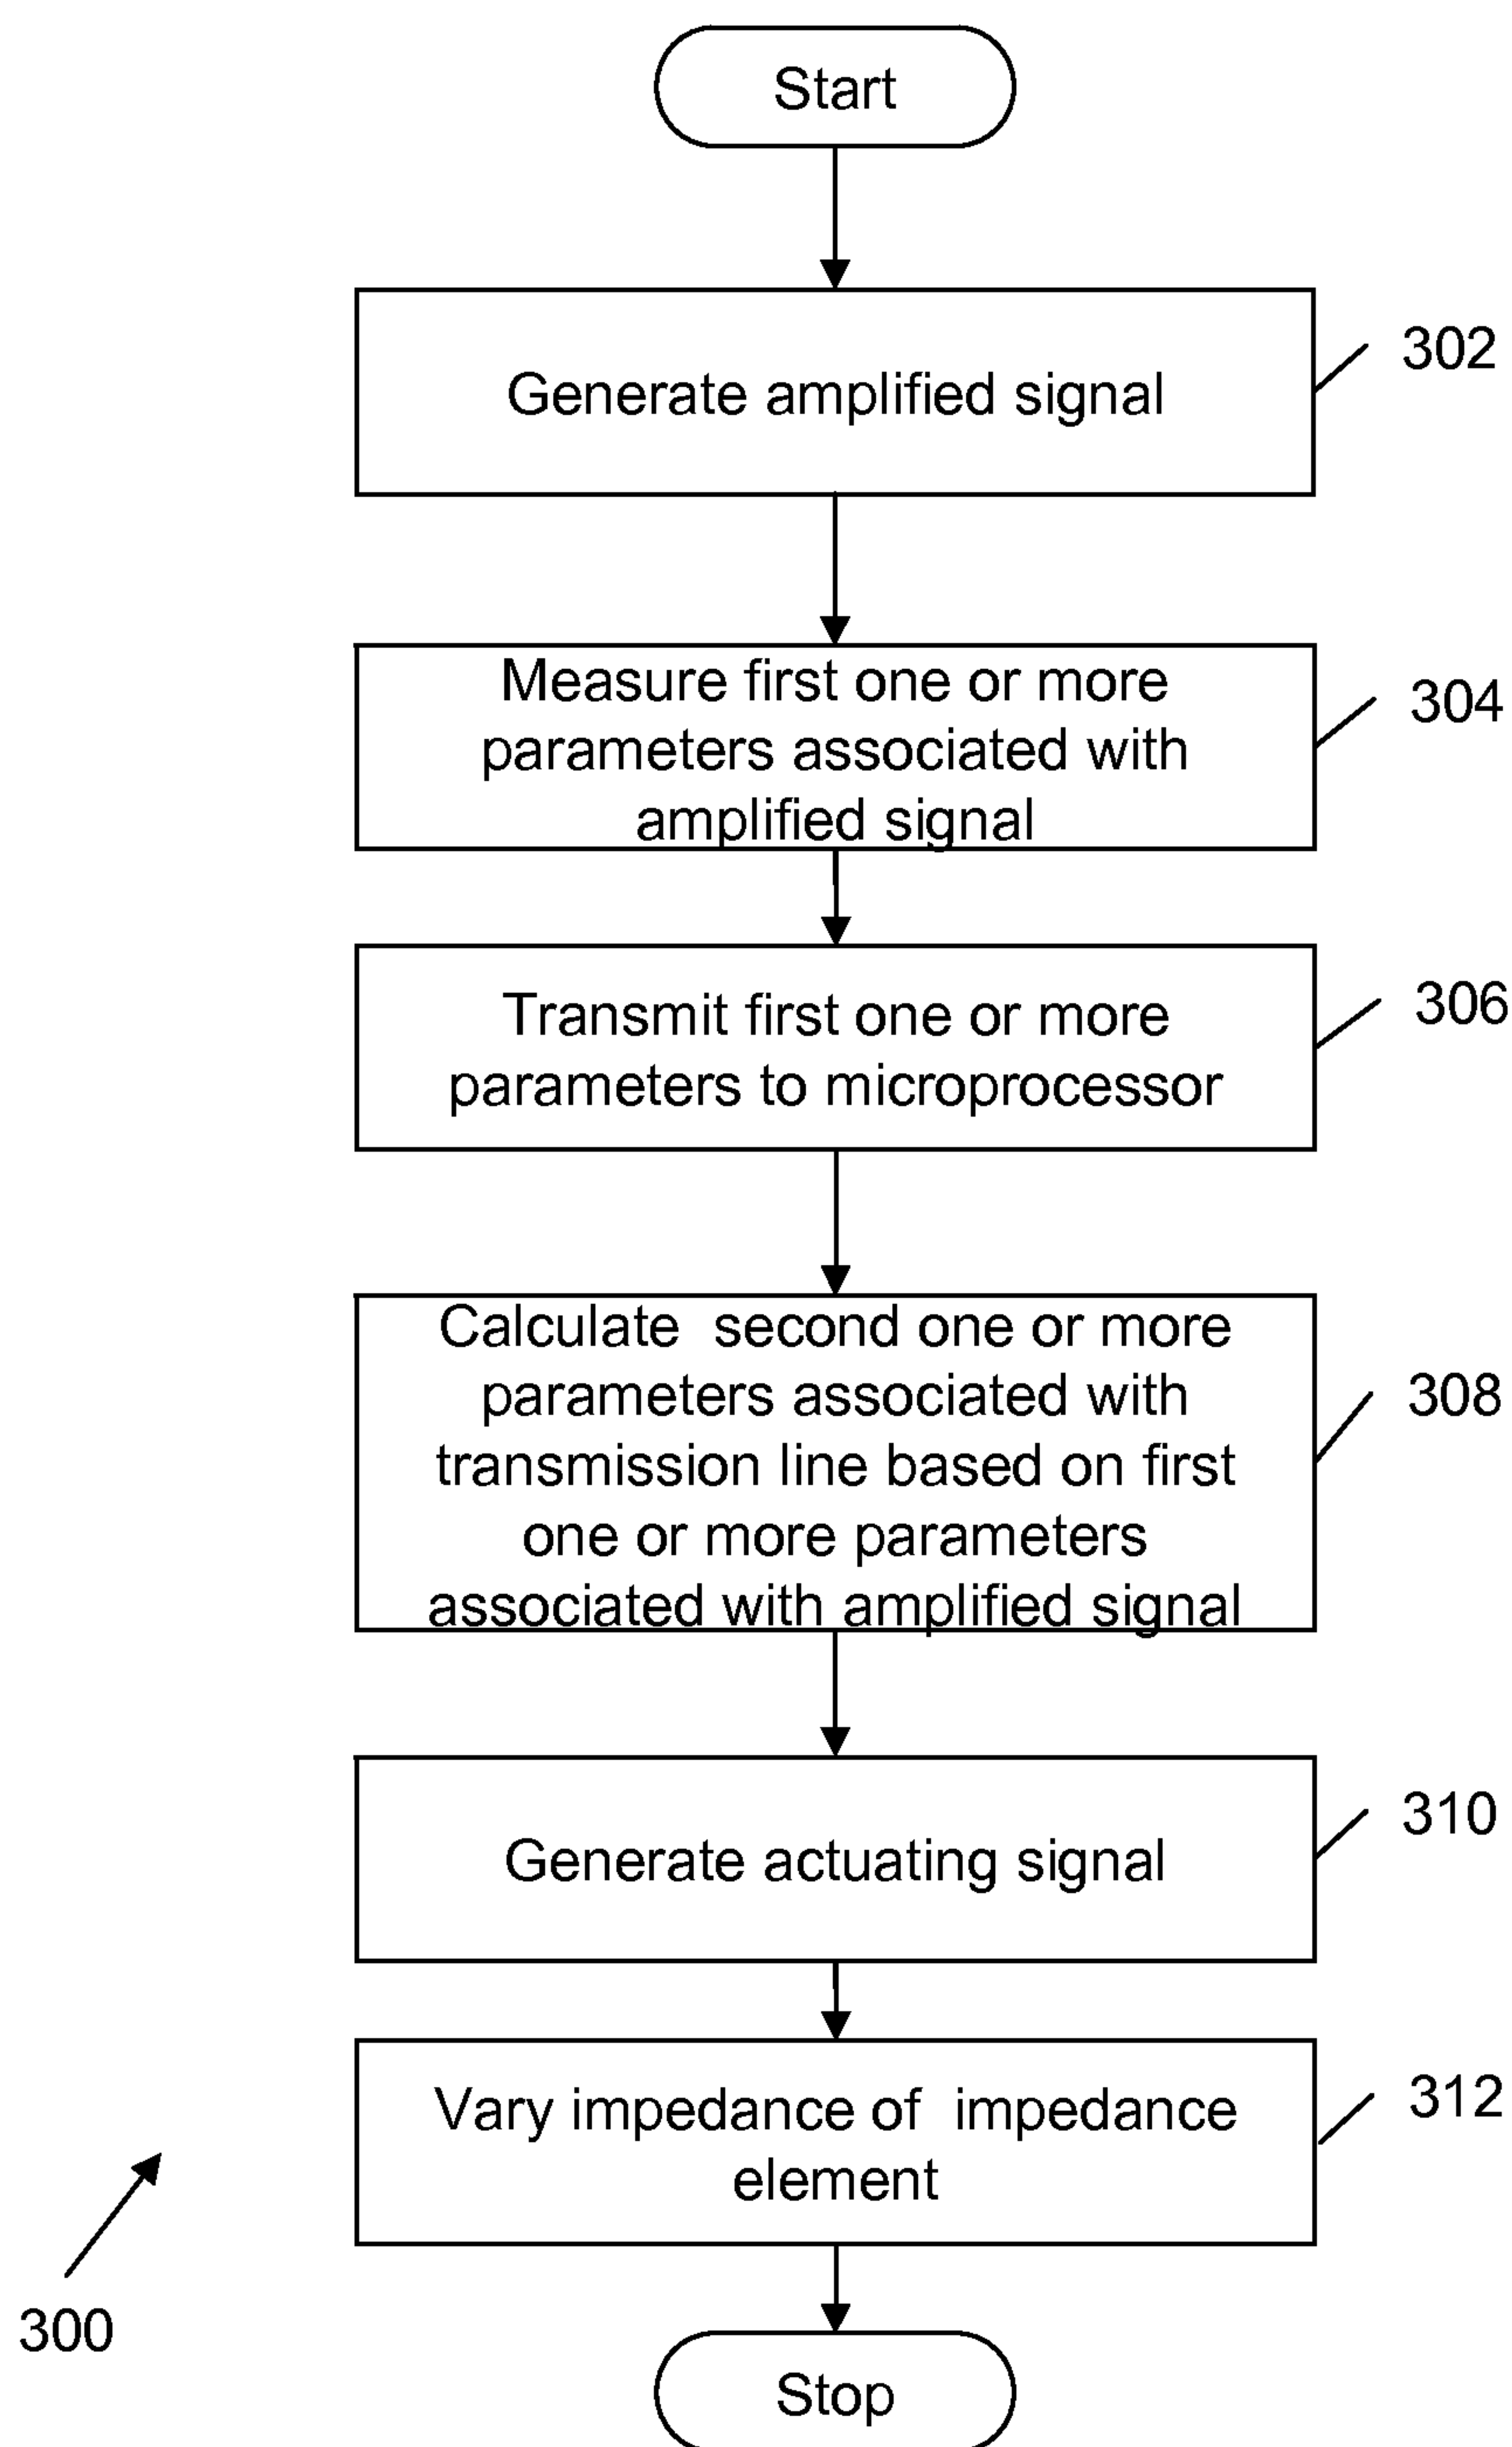 Start
Generate amplified signal
302
Measure first one or more
parameters associated with
amplified signal
304
Transmit first one or more
parameters to microprocessor
306
Calculate second one or more
parameters associated with
transmission line based on first
one or more parameters
associated with amplified signal
308
Generate actuating signal
310
Vary impedance of impedance
element
312
300
Stop